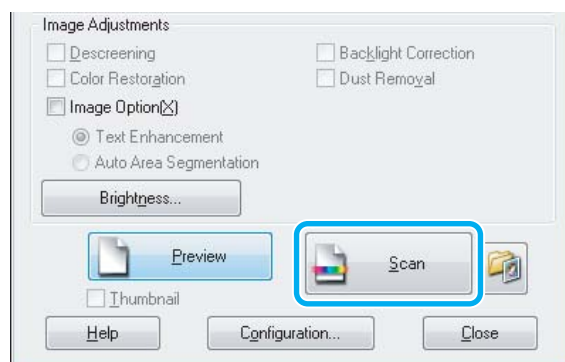 Image Adjustments
Descreening Backlight Correction
Color Restoration Dust Removal
Image Option(X)
Text Enhancement
Auto Area Segmentation
Brightness...
Preview Scan
Thumbnail
Help Configuration... Close